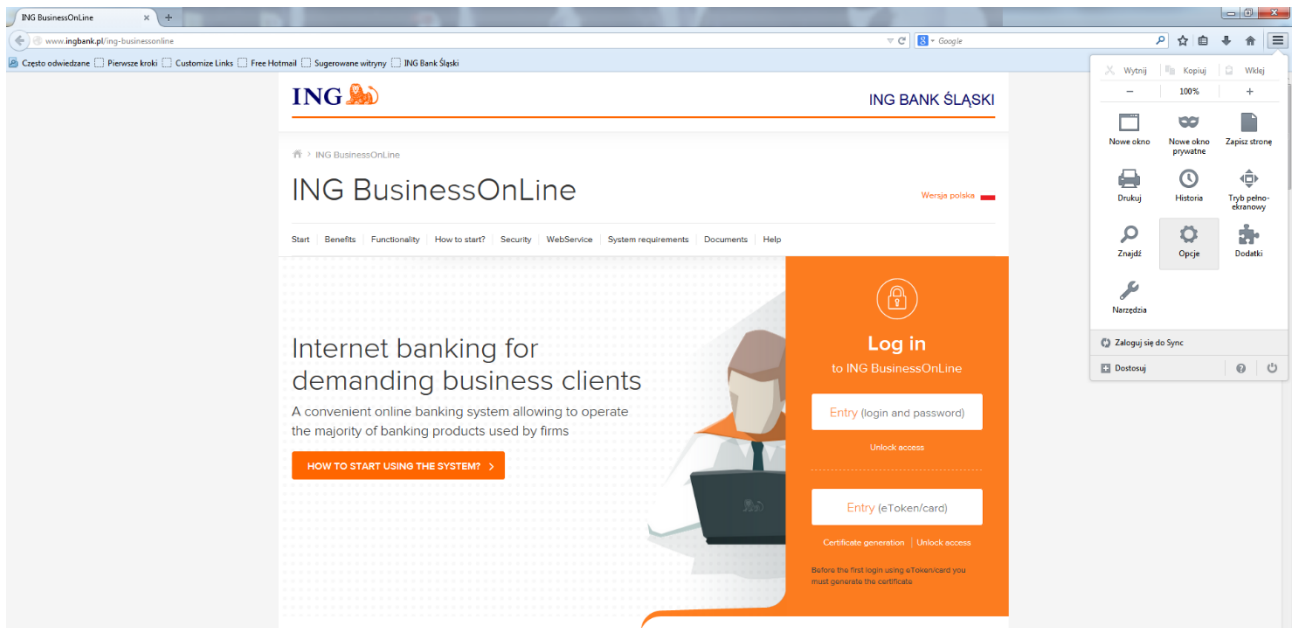 ING BusinessOnLine
www.ingbank.pl/ing-businessonline
Google
Często odwiedzane Pierwsze kroki Customize Links Free Hotmail Sugerowane witryny ING Bank Śląski
Wytnij Kopiuj Wklej
100%
Nowe okno Nowe okno prywatne Zapisz stronę
Drukuj Historia Tryb pełno-ekranowy
Znajdź Opcje Dodatki
Narzędzia
Zaloguj się do Sync
Dostosuj
ING
ING BANK ŚLĄSKI
ING BusinessOnLine
ING BusinessOnLine
Wersja polska
Start Benefits Functionality How to start? Security WebService System requirements Documents Help
Internet banking for
demanding business clients
A convenient online banking system allowing to operate
the majority of banking products used by firms
HOW TO START USING THE SYSTEM? >
Log in
to ING BusinessOnLine
Entry (login and password)
Unlock access
Entry (eToken/card)
Certificate generation | Unlock access
Before the first login using eToken/card you
must generate the certificate